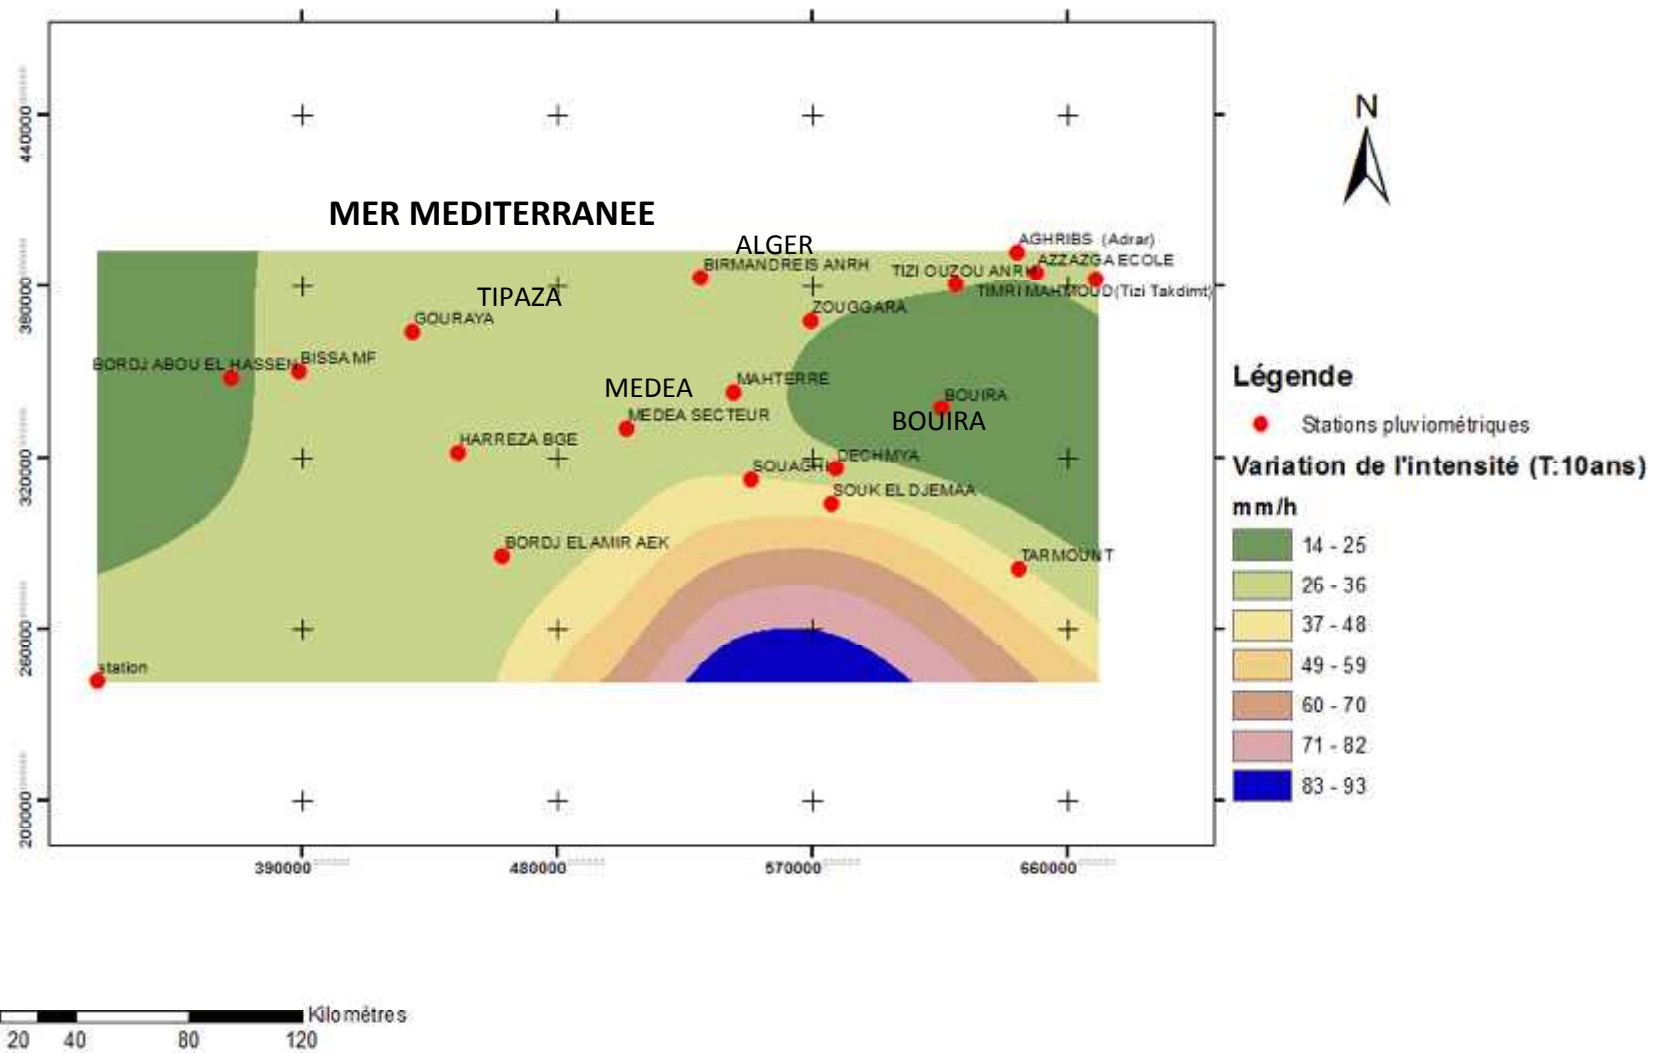 N
440000
380000
320000
260000
200000
MER MEDITERRANEE
ALGER
AGHRIBS (Adrar)
BIRMANDREIS ANRH
TIZI OUZOU ANRH
AZZAZGA ECOLE
TIMRI MAHMOUD(Tizi Takdimt)
TIPAZA
GOURAYA
ZOUGGARA
BORDJ ABOU EL HASSEN
BISSA MF
MEDEA
MAHTERRE
BOUIRA
MEDEA SECTEUR
BOUIRA
HARREZA BGE
SOUAGHI
DECHMYA
SOUK EL DJEMAA
BORDJ EL AMIR AEK
TARMOUNT
station
390000
480000
570000
660000
Légende
Stations pluviométriques
Variation de l'intensité (T:10ans)
mm/h
14 - 25
26 - 36
37 - 48
49 - 59
60 - 70
71 - 82
83 - 93
Kilomètres
20 40 80 120